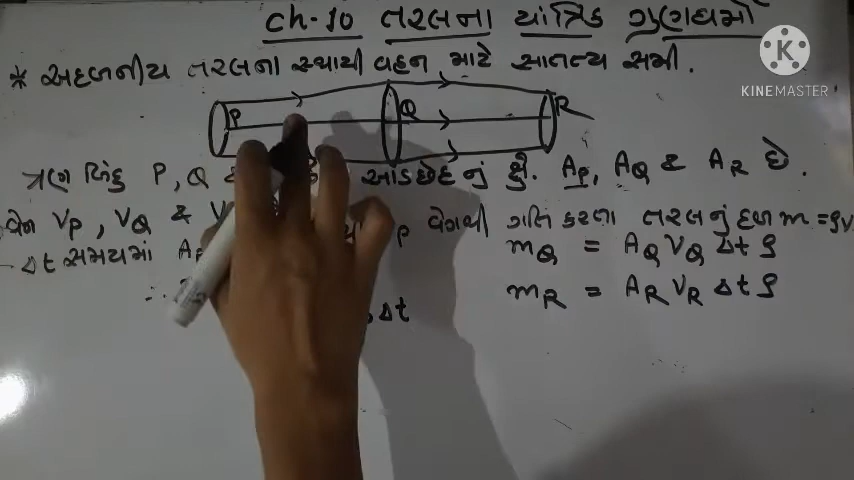 Ch-10 તરલના યાંત્રિક ગુણધર્મો
* અદબનીય તરલના સ્થાયી વહન માટે સાતત્ય સમી.
K
KINEMASTER
P Q R
ત્રણ બિંદુ P, Q & આડછેદનું ક્ષે. AP, AQ & AR છે.
વેગ VP, VQ & V P વેગથી ગતિ કરતા તરલનું દળ m = ρV
Δt સમયમાં mQ = AQ VQ Δt ρ
∴ mR = AR VR Δt ρ
Δt